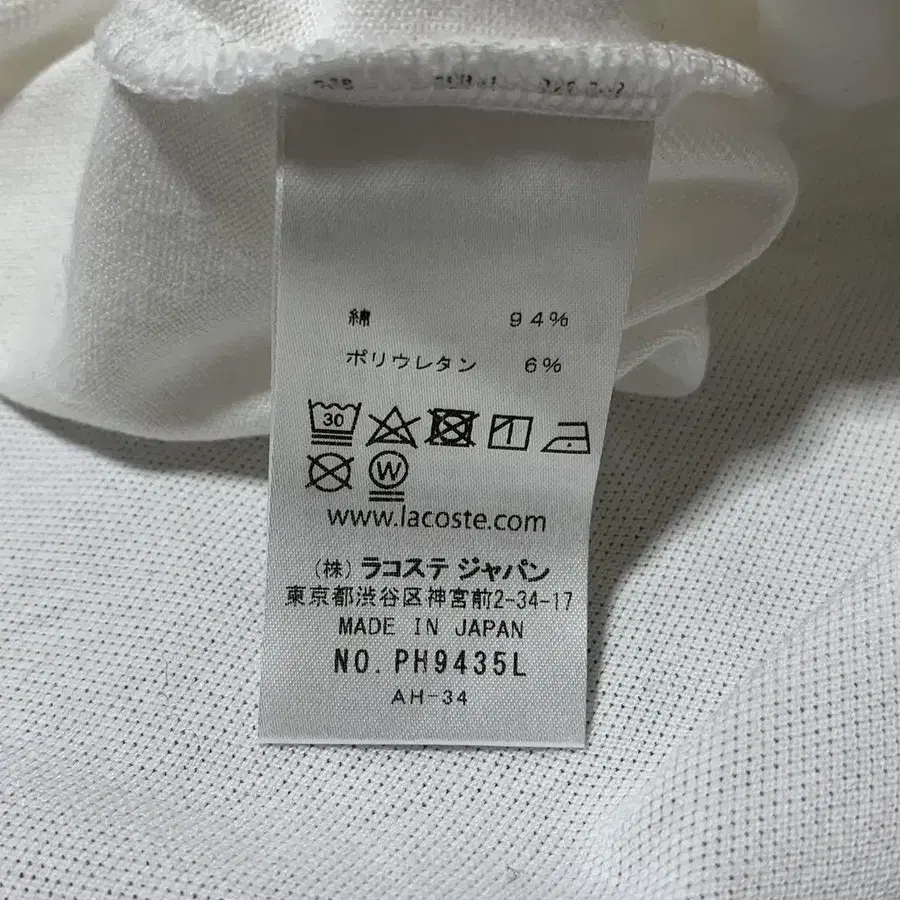 綿 94%
ポリウレタン 6%
30
W
www.lacoste.com
(株) ラコステ ジャパン
東京都渋谷区神宮前2-34-17
MADE IN JAPAN
NO. PH9435L
AH-34